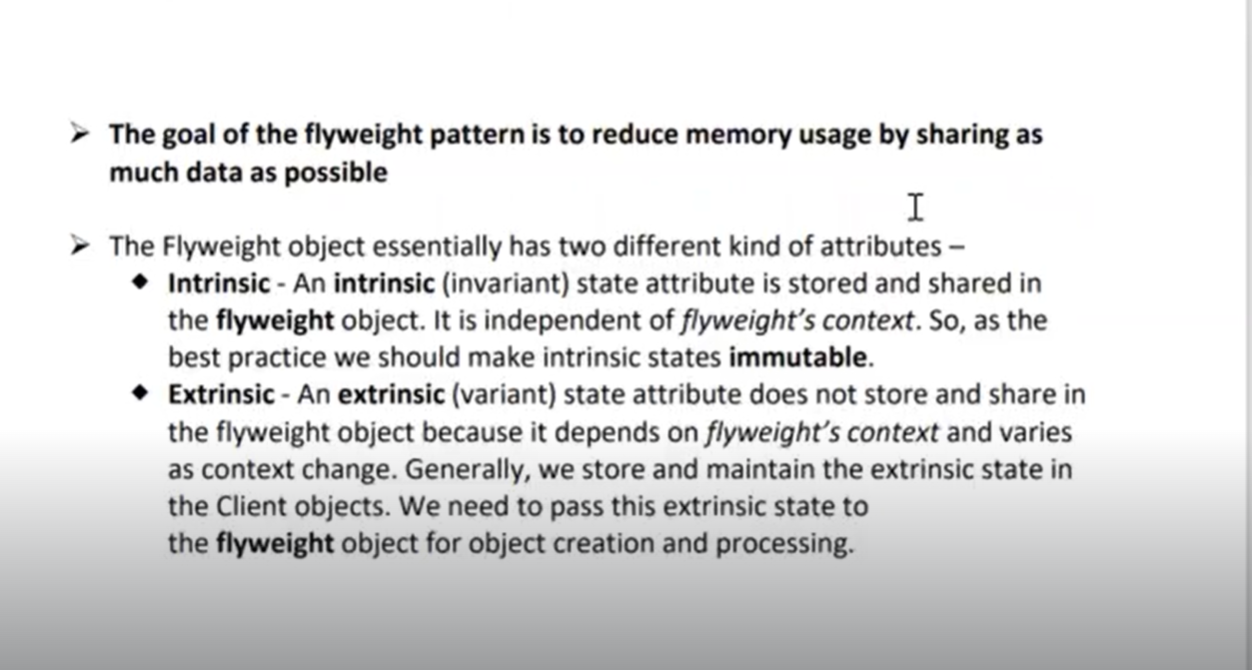 The goal of the flyweight pattern is to reduce memory usage by sharing as
much data as possible
The Flyweight object essentially has two different kind of attributes –
Intrinsic - An intrinsic (invariant) state attribute is stored and shared in
the flyweight object. It is independent of flyweight's context. So, as the
best practice we should make intrinsic states immutable.
Extrinsic - An extrinsic (variant) state attribute does not store and share in
the flyweight object because it depends on flyweight's context and varies
as context change. Generally, we store and maintain the extrinsic state in
the Client objects. We need to pass this extrinsic state to
the flyweight object for object creation and processing.